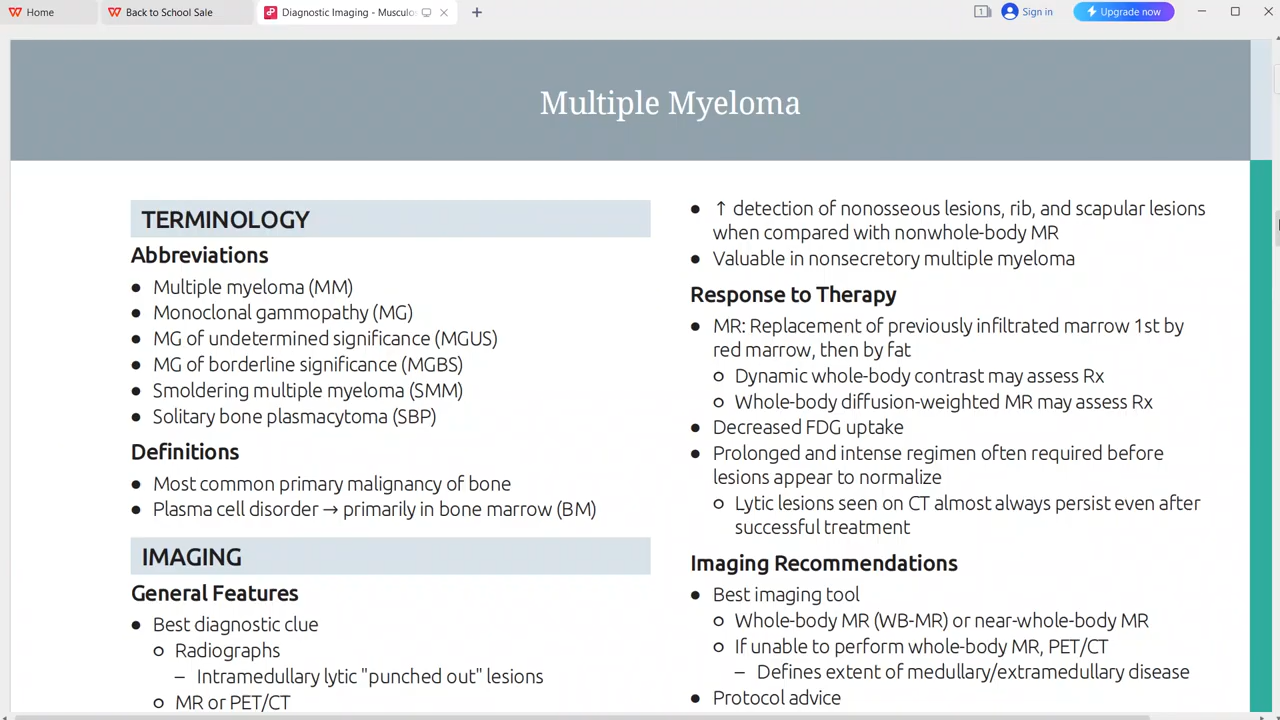 Home
Back to School Sale
Diagnostic Imaging - Musculos
1
Sign in
Upgrade now
Multiple Myeloma
TERMINOLOGY
Abbreviations
● Multiple myeloma (MM)
● Monoclonal gammopathy (MG)
● MG of undetermined significance (MGUS)
● MG of borderline significance (MGBS)
● Smoldering multiple myeloma (SMM)
● Solitary bone plasmacytoma (SBP)
Definitions
● Most common primary malignancy of bone
● Plasma cell disorder → primarily in bone marrow (BM)
IMAGING
General Features
● Best diagnostic clue
○ Radiographs
– Intramedullary lytic "punched out" lesions
○ MR or PET/CT
● ↑ detection of nonosseous lesions, rib, and scapular lesions
when compared with nonwhole-body MR
● Valuable in nonsecretory multiple myeloma
Response to Therapy
● MR: Replacement of previously infiltrated marrow 1st by
red marrow, then by fat
○ Dynamic whole-body contrast may assess Rx
○ Whole-body diffusion-weighted MR may assess Rx
● Decreased FDG uptake
● Prolonged and intense regimen often required before
lesions appear to normalize
○ Lytic lesions seen on CT almost always persist even after
successful treatment
Imaging Recommendations
● Best imaging tool
○ Whole-body MR (WB-MR) or near-whole-body MR
○ If unable to perform whole-body MR, PET/CT
– Defines extent of medullary/extramedullary disease
● Protocol advice